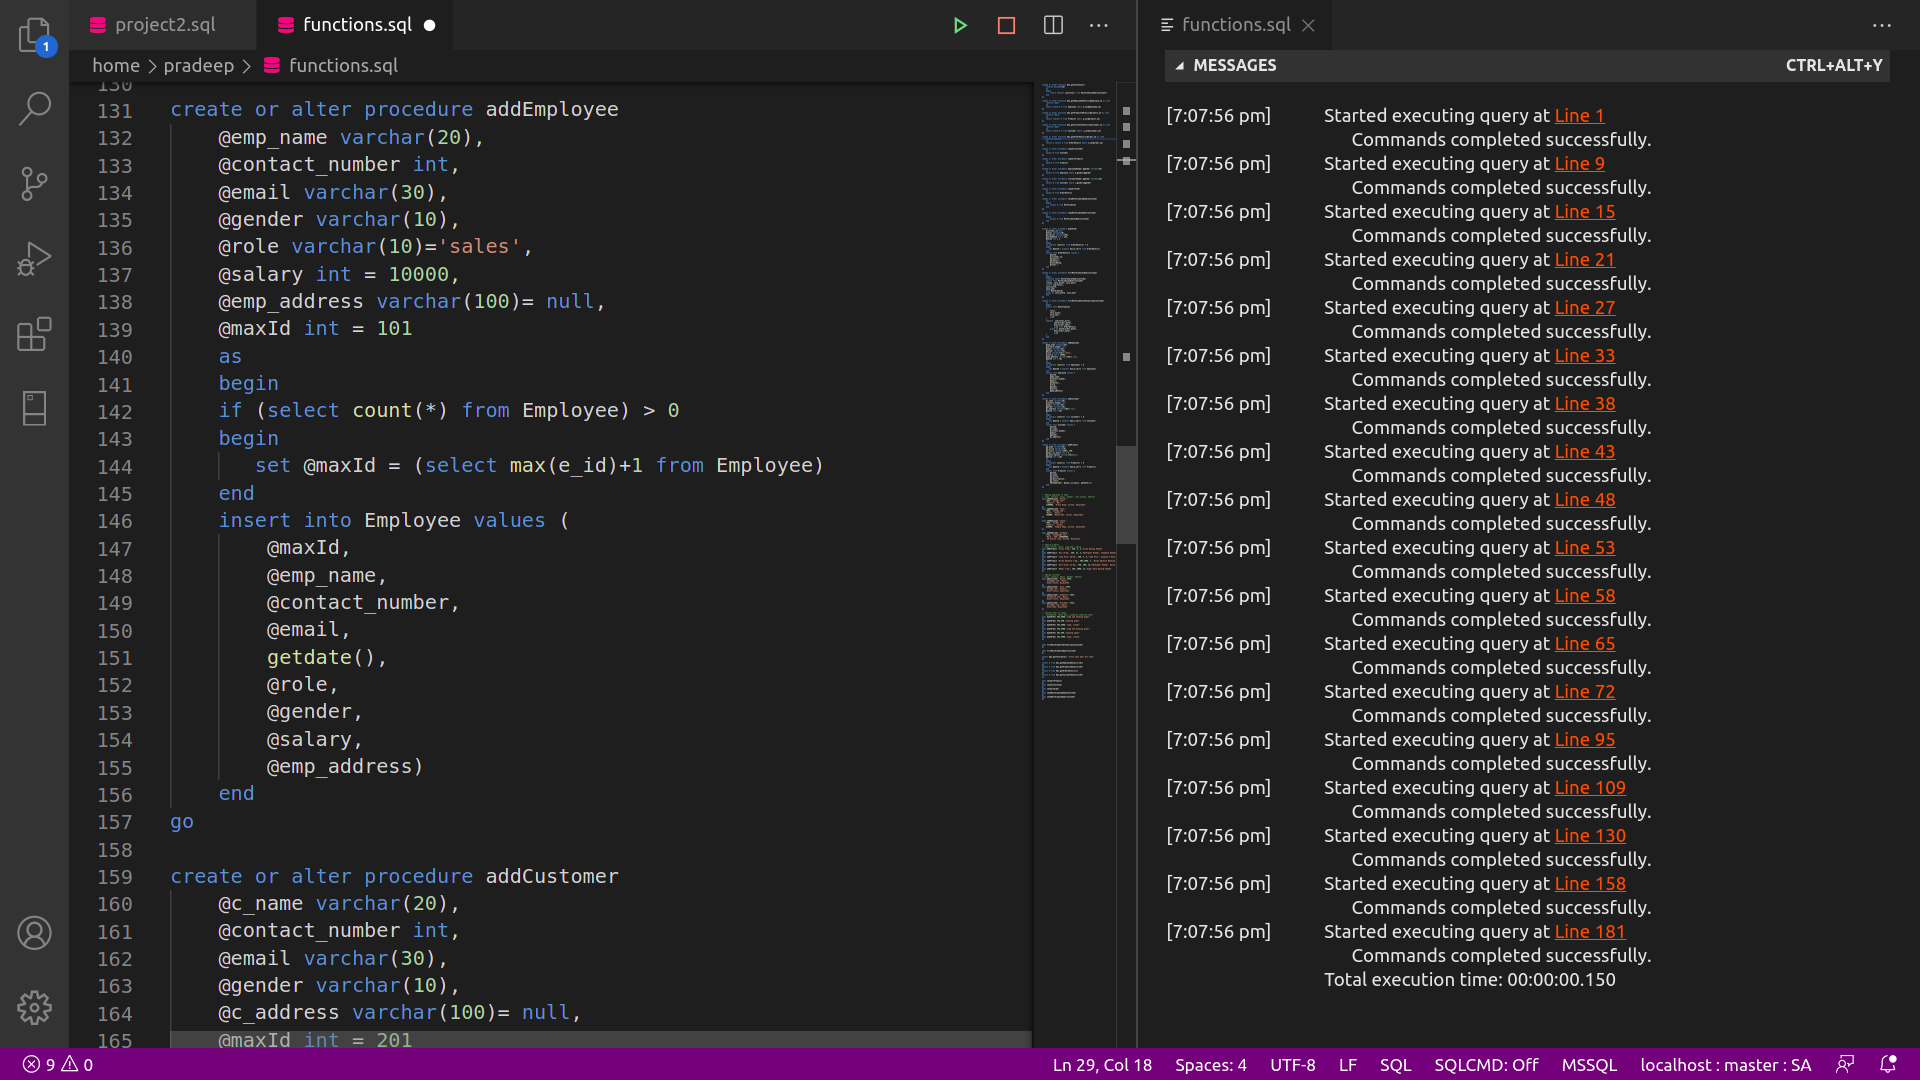 project2.sql
functions.sql
functions.sql
1
home
pradeep
functions.sql
MESSAGES
CTRL+ALT+Y
130
131 create or alter procedure addEmployee
132 @emp_name varchar(20),
133 @contact_number int,
134 @email varchar(30),
135 @gender varchar(10),
136 @role varchar(10)='sales',
137 @salary int = 10000,
138 @emp_address varchar(100)= null,
139 @maxId int = 101
140 as
141 begin
142 if (select count(*) from Employee) > 0
143 begin
144 set @maxId = (select max(e_id)+1 from Employee)
145 end
146 insert into Employee values (
147 @maxId,
148 @emp_name,
149 @contact_number,
150 @email,
151 getdate(),
152 @role,
153 @gender,
154 @salary,
155 @emp_address)
156 end
157 go
158
159 create or alter procedure addCustomer
160 @c_name varchar(20),
161 @contact_number int,
162 @email varchar(30),
163 @gender varchar(10),
164 @c_address varchar(100)= null,
165 @maxId int = 201
[7:07:56 pm] Started executing query at Line 1
Commands completed successfully.
[7:07:56 pm] Started executing query at Line 9
Commands completed successfully.
[7:07:56 pm] Started executing query at Line 15
Commands completed successfully.
[7:07:56 pm] Started executing query at Line 21
Commands completed successfully.
[7:07:56 pm] Started executing query at Line 27
Commands completed successfully.
[7:07:56 pm] Started executing query at Line 33
Commands completed successfully.
[7:07:56 pm] Started executing query at Line 38
Commands completed successfully.
[7:07:56 pm] Started executing query at Line 43
Commands completed successfully.
[7:07:56 pm] Started executing query at Line 48
Commands completed successfully.
[7:07:56 pm] Started executing query at Line 53
Commands completed successfully.
[7:07:56 pm] Started executing query at Line 58
Commands completed successfully.
[7:07:56 pm] Started executing query at Line 65
Commands completed successfully.
[7:07:56 pm] Started executing query at Line 72
Commands completed successfully.
[7:07:56 pm] Started executing query at Line 95
Commands completed successfully.
[7:07:56 pm] Started executing query at Line 109
Commands completed successfully.
[7:07:56 pm] Started executing query at Line 130
Commands completed successfully.
[7:07:56 pm] Started executing query at Line 158
Commands completed successfully.
[7:07:56 pm] Started executing query at Line 181
Commands completed successfully.
Total execution time: 00:00:00.150
9 0 Ln 29, Col 18 Spaces: 4 UTF-8 LF SQL SQLCMD: Off MSSQL localhost : master : SA